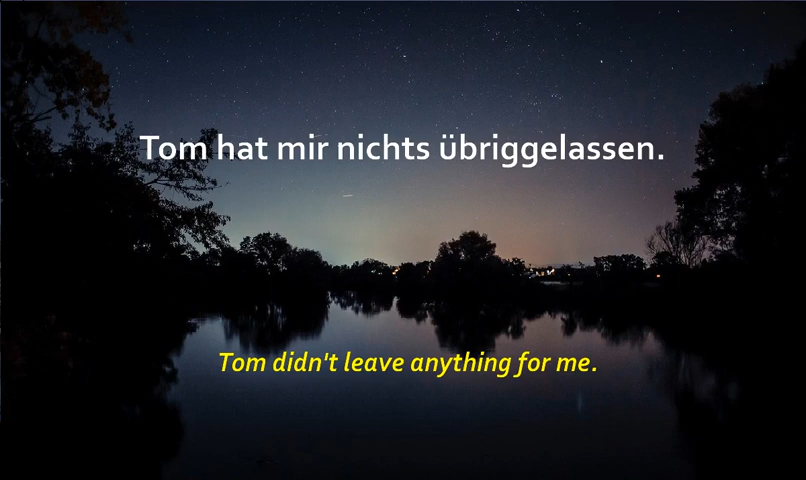 Tom hat mir nichts übriggelassen.
Tom didn't leave anything for me.